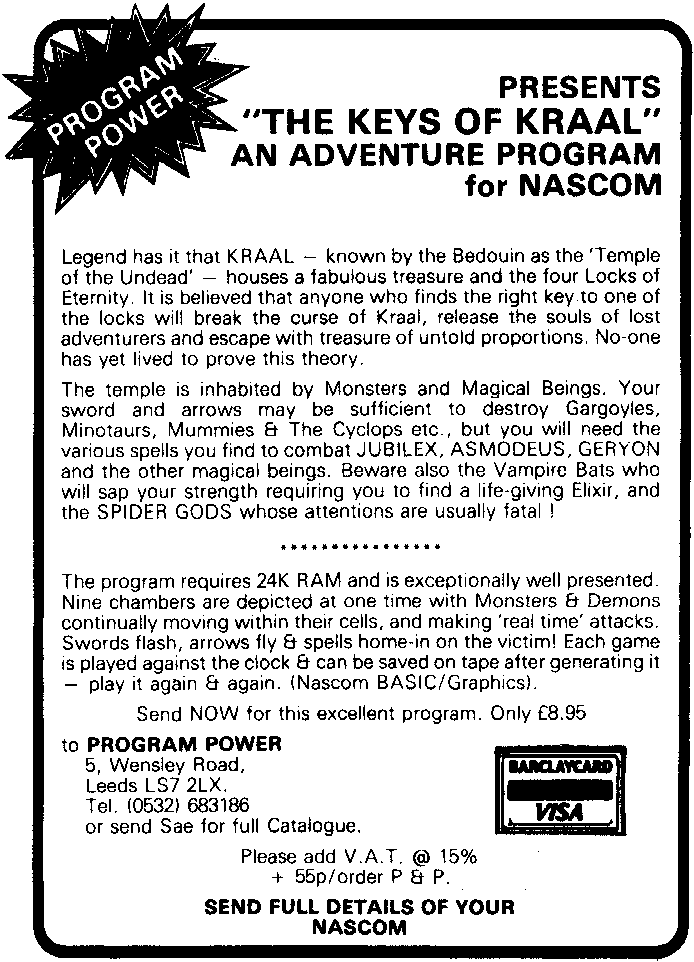 PROGRAM
POWER
PRESENTS
"THE KEYS OF KRAAL"
AN ADVENTURE PROGRAM
for NASCOM
Legend has it that KRAAL — known by the Bedouin as the 'Temple
of the Undead' — houses a fabulous treasure and the four Locks of
Eternity. It is believed that anyone who finds the right key to one of
the locks will break the curse of Kraal, release the souls of lost
adventurers and escape with treasure of untold proportions. No-one
has yet lived to prove this theory.
The temple is inhabited by Monsters and Magical Beings. Your
sword and arrows may be sufficient to destroy Gargoyles,
Minotaurs, Mummies & The Cyclops etc., but you will need the
various spells you find to combat JUBILEX, ASMODEUS, GERYON
and the other magical beings. Beware also the Vampire Bats who
will sap your strength requiring you to find a life-giving Elixir, and
the SPIDER GODS whose attentions are usually fatal !
****************
The program requires 24K RAM and is exceptionally well presented.
Nine chambers are depicted at one time with Monsters & Demons
continually moving within their cells, and making 'real time' attacks.
Swords flash, arrows fly & spells home-in on the victim! Each game
is played against the clock & can be saved on tape after generating it
— play it again & again. (Nascom BASIC/Graphics).
Send NOW for this excellent program. Only £8.95
to PROGRAM POWER
5, Wensley Road,
Leeds LS7 2LX.
Tel. (0532) 683186
or send Sae for full Catalogue.
BARCLAYCARD
VISA
Please add V.A.T. @ 15%
+ 55p/order P & P.
SEND FULL DETAILS OF YOUR
NASCOM